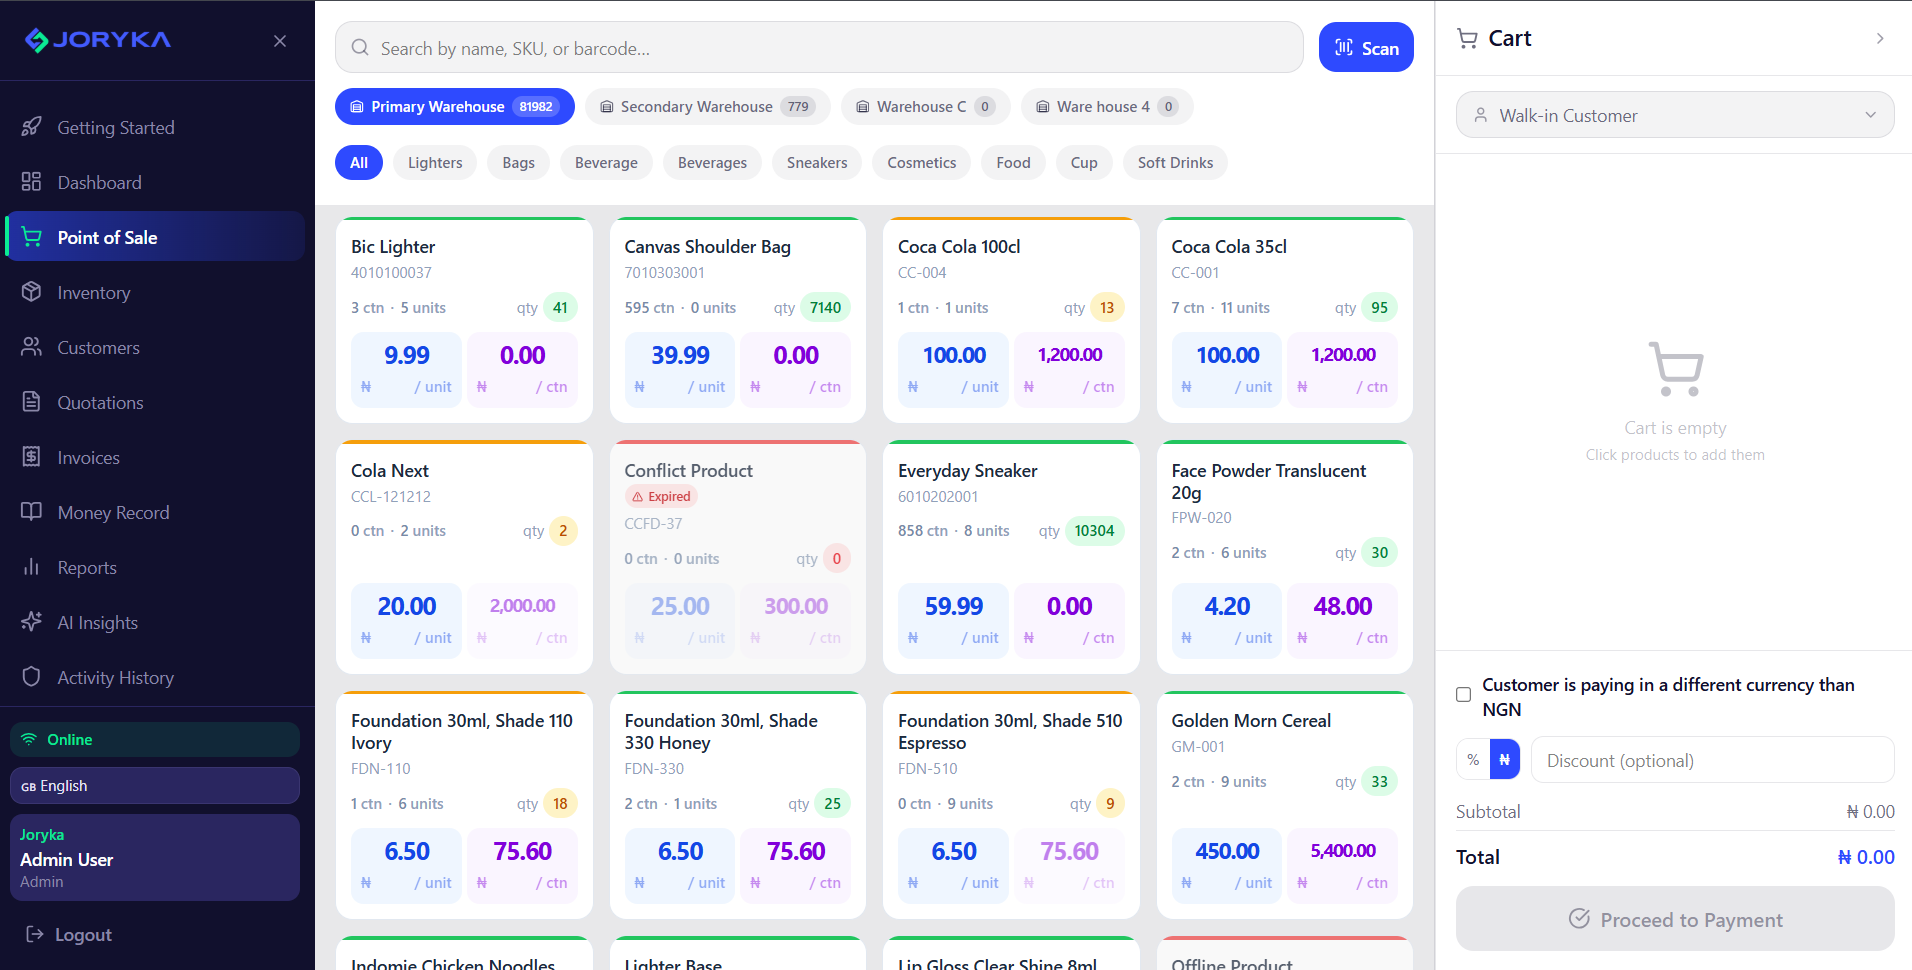 JORYKA
Getting Started
Dashboard
Point of Sale
Inventory
Customers
Quotations
Invoices
Money Record
Reports
AI Insights
Activity History
Online
GB English
Joryka
Admin User
Admin
Logout
Search by name, SKU, or barcode...
Scan
Primary Warehouse 81982
Secondary Warehouse 779
Warehouse C 0
Ware house 4 0
All
Lighters
Bags
Beverage
Beverages
Sneakers
Cosmetics
Food
Cup
Soft Drinks
Bic Lighter
4010100037
3 ctn · 5 units qty 41
9.99 0.00
₦ / unit ₦ / ctn
Canvas Shoulder Bag
7010303001
595 ctn · 0 units qty 7140
39.99 0.00
₦ / unit ₦ / ctn
Coca Cola 100cl
CC-004
1 ctn · 1 units qty 13
100.00 1,200.00
₦ / unit ₦ / ctn
Coca Cola 35cl
CC-001
7 ctn · 11 units qty 95
100.00 1,200.00
₦ / unit ₦ / ctn
Cola Next
CCL-121212
0 ctn · 2 units qty 2
20.00 2,000.00
₦ / unit ₦ / ctn
Conflict Product
Expired
CCFD-37
0 ctn · 0 units qty 0
25.00 300.00
₦ / unit ₦ / ctn
Everyday Sneaker
6010202001
858 ctn · 8 units qty 10304
59.99 0.00
₦ / unit ₦ / ctn
Face Powder Translucent
20g
FPW-020
2 ctn · 6 units qty 30
4.20 48.00
₦ / unit ₦ / ctn
Foundation 30ml, Shade 110
Ivory
FDN-110
1 ctn · 6 units qty 18
6.50 75.60
₦ / unit ₦ / ctn
Foundation 30ml, Shade
330 Honey
FDN-330
2 ctn · 1 units qty 25
6.50 75.60
₦ / unit ₦ / ctn
Foundation 30ml, Shade 510
Espresso
FDN-510
0 ctn · 9 units qty 9
6.50 75.60
₦ / unit ₦ / ctn
Golden Morn Cereal
GM-001
2 ctn · 9 units qty 33
450.00 5,400.00
₦ / unit ₦ / ctn
Indomie Chicken Noodles
Lighter Base
Lip Gloss Clear Shine 8ml
Offline Product
Cart
Walk-in Customer
Cart is empty
Click products to add them
Customer is paying in a different currency than
NGN
% ₦ Discount (optional)
Subtotal ₦ 0.00
Total ₦ 0.00
Proceed to Payment